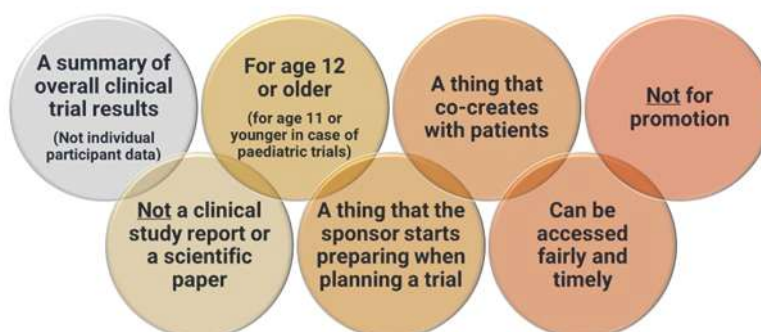 A summary of
overall clinical
trial results
(Not individual
participant data)
For age 12
or older
(for age 11 or
younger in case of
paediatric trials)
A thing that
co-creates
with patients
Not for
promotion
Not a clinical
study report or
a scientific
paper
A thing that the
sponsor starts
preparing when
planning a trial
Can be
accessed
fairly and
timely